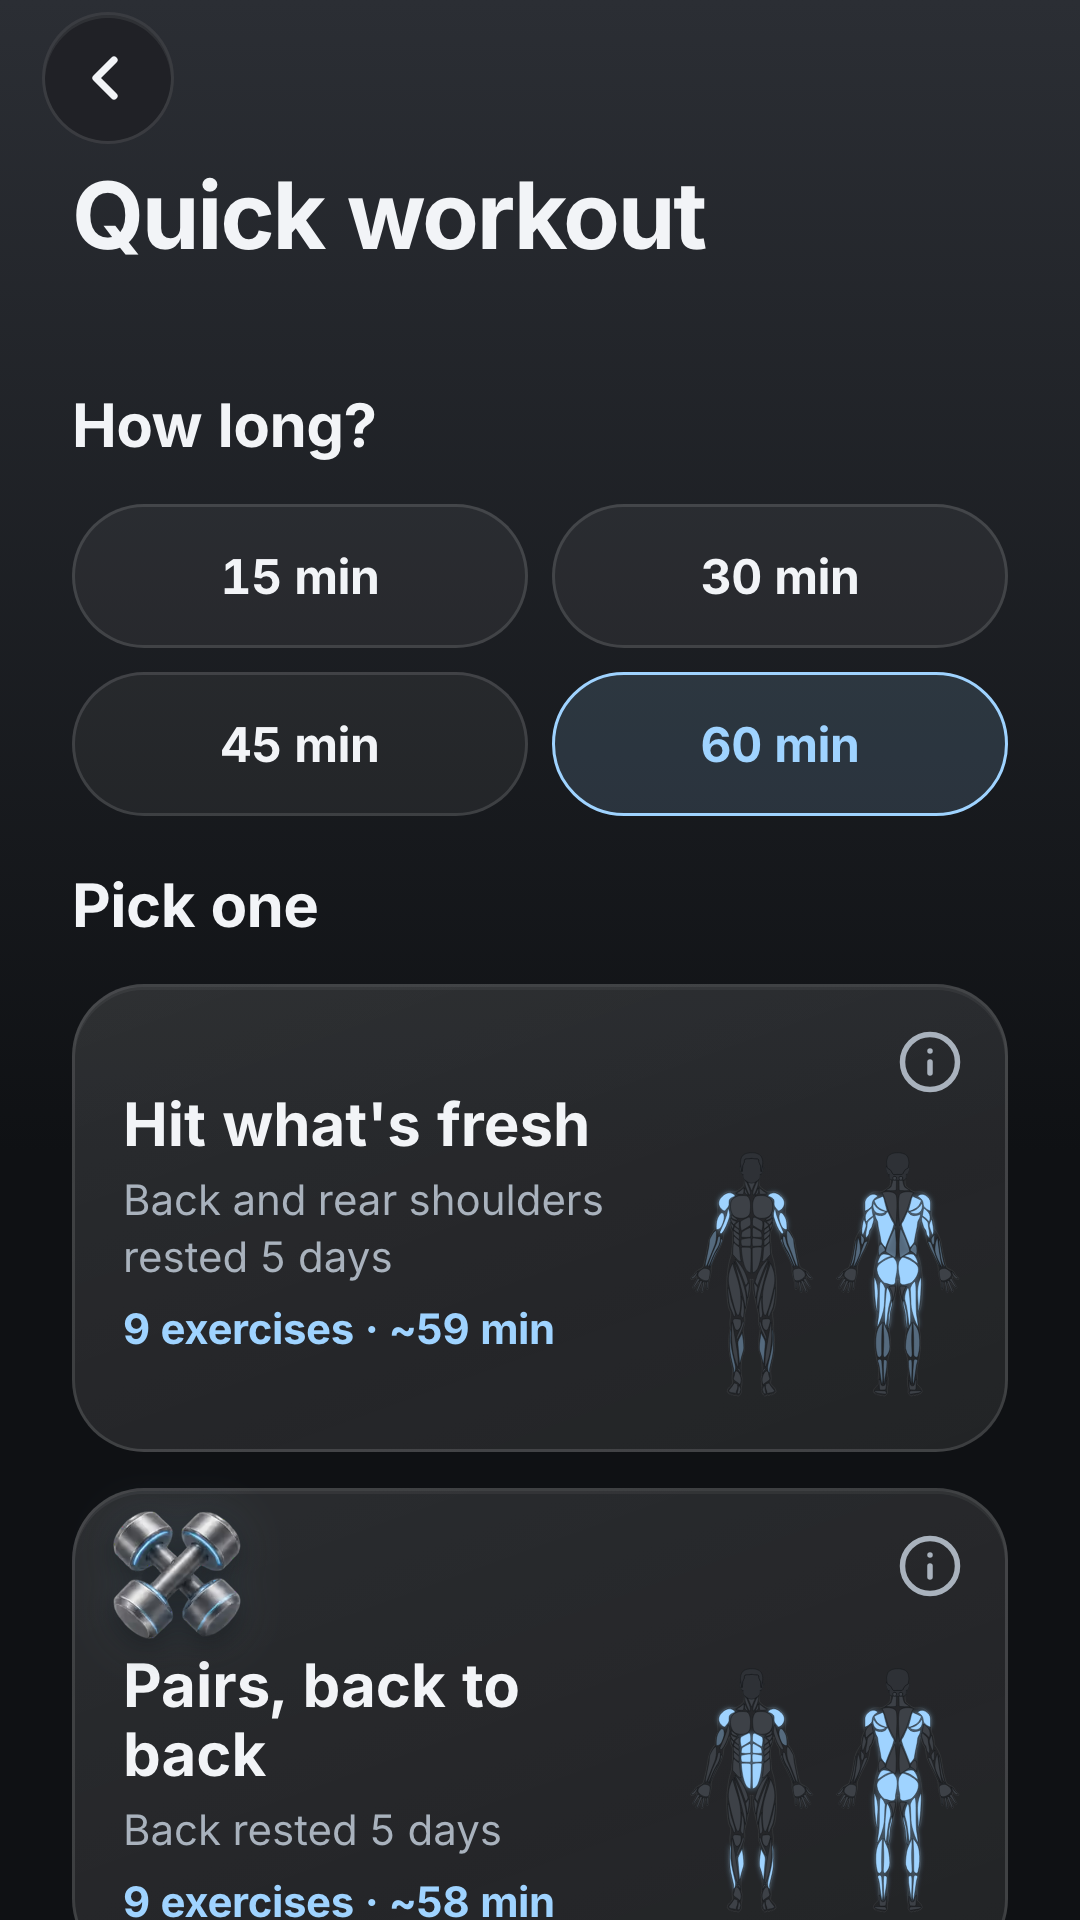 Quick workout
How long?
15 min
30 min
45 min
60 min
Pick one
Hit what's fresh
Back and rear shoulders
rested 5 days
9 exercises · ~59 min
Pairs, back to
back
Back rested 5 days
9 exercises · ~58 min